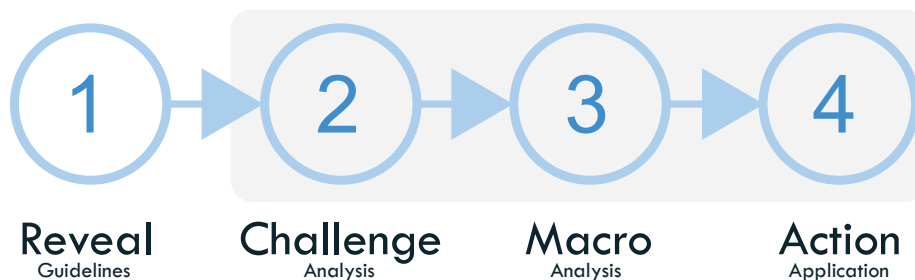 1 2 3 4
Reveal Challenge Macro Action
Guidelines Analysis Analysis Application